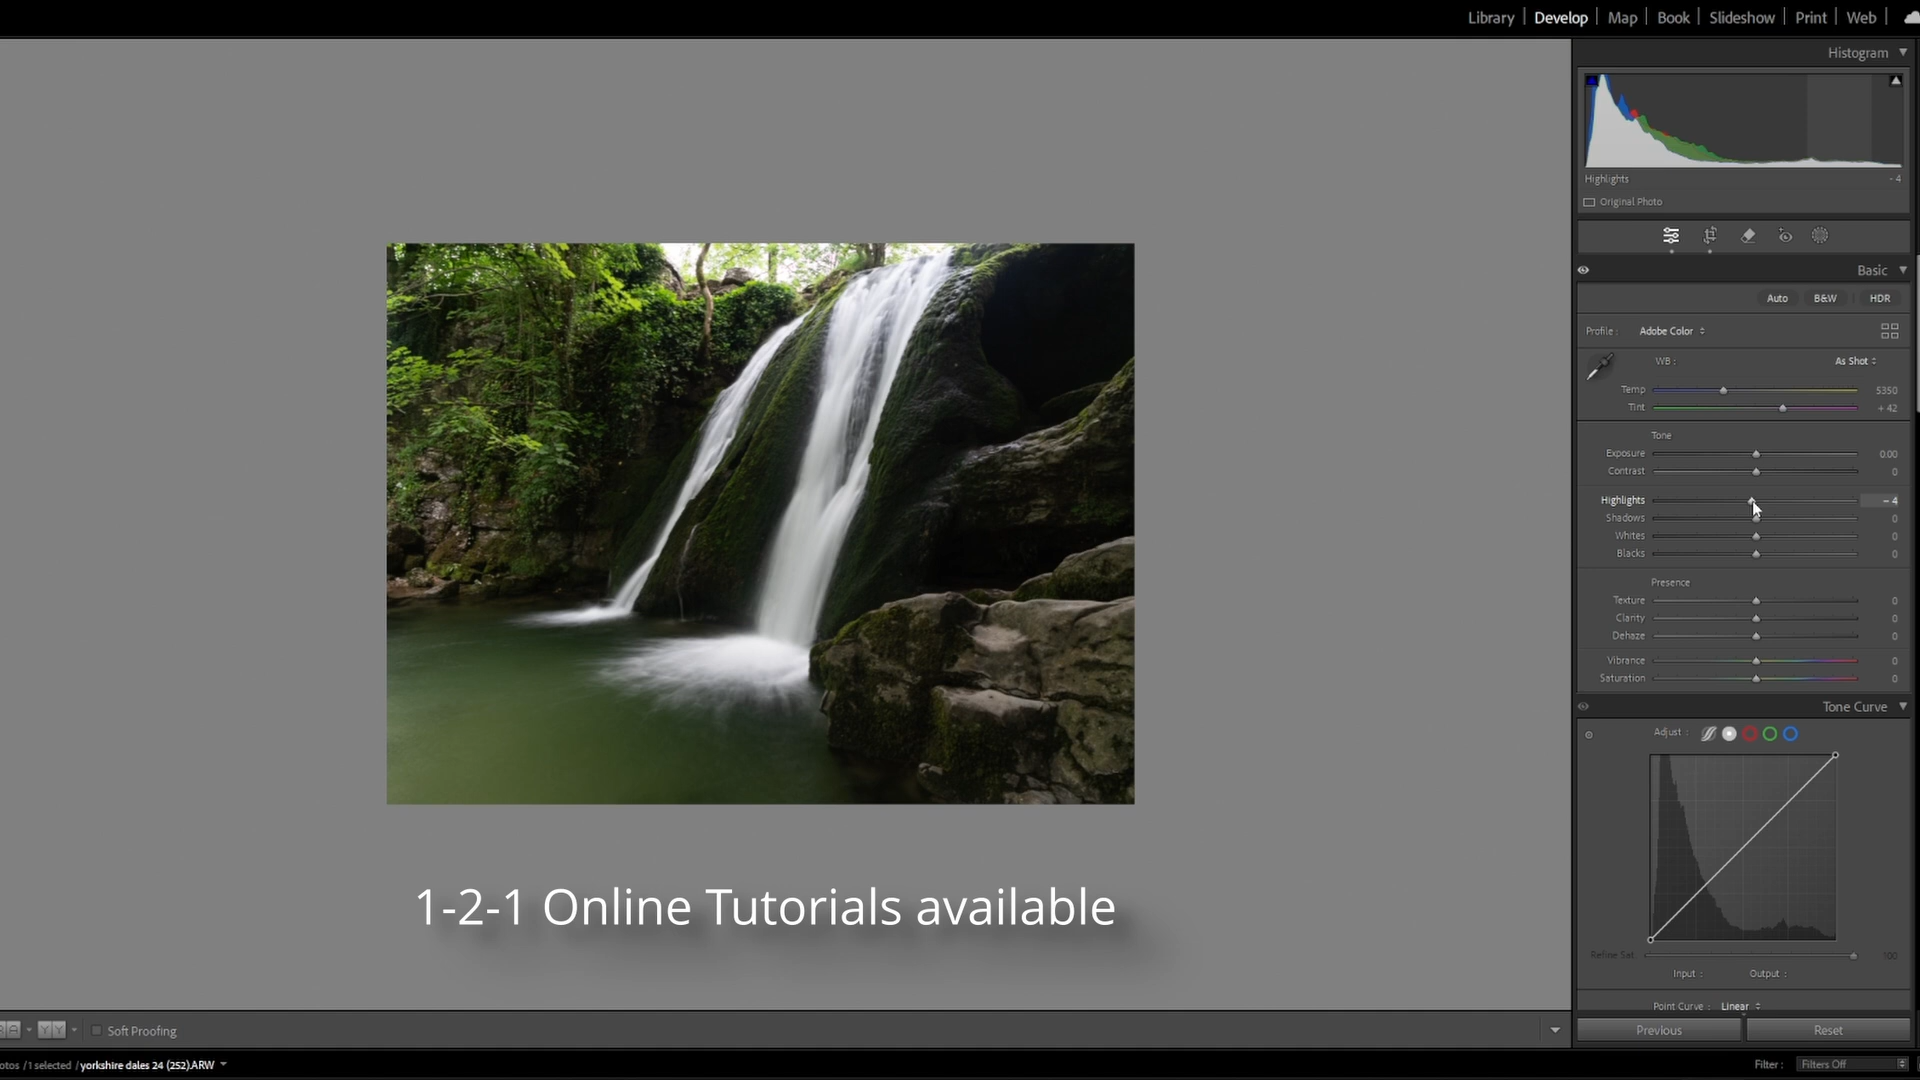 Library | Develop | Map | Book | Slideshow | Print | Web |
Histogram
Highlights - 4
Original Photo
Basic
Auto B&W HDR
Profile : Adobe Color
WB : As Shot
Temp 5350
Tint + 42
Tone
Exposure 0.00
Contrast 0
Highlights - 4
Shadows 0
Whites 0
Blacks 0
Presence
Texture 0
Clarity 0
Dehaze 0
Vibrance 0
Saturation 0
Tone Curve
Adjust :
Refine Sat. 100
Input : Output :
Point Curve : Linear
1-2-1 Online Tutorials available
A Y Y Soft Proofing
Previous Reset
otos / 1 selected / yorkshire dales 24 (252).ARW
Filter : Filters Off